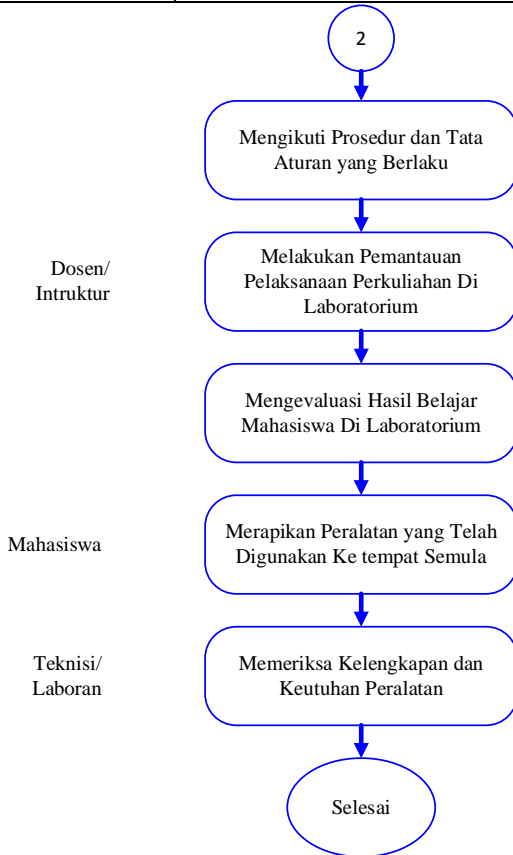 2
Mengikuti Prosedur dan Tata
Aturan yang Berlaku
Dosen/
Intruktur
Melakukan Pemantauan
Pelaksanaan Perkuliahan Di
Laboratorium
Mengevaluasi Hasil Belajar
Mahasiswa Di Laboratorium
Mahasiswa
Merapikan Peralatan yang Telah
Digunakan Ke tempat Semula
Teknisi/
Laboran
Memeriksa Kelengkapan dan
Keutuhan Peralatan
Selesai